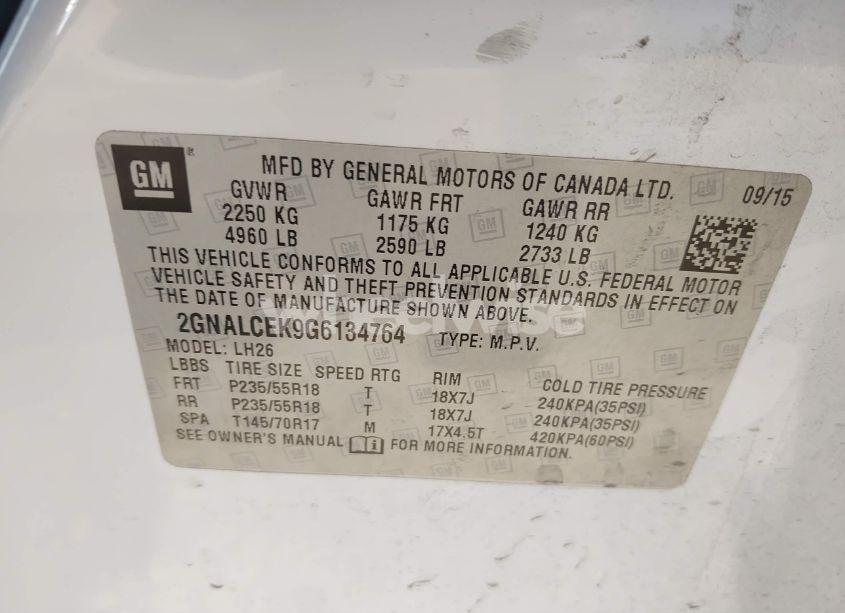 GM ® MFD BY GENERAL MOTORS OF CANADA LTD. 09/15
GVWR GAWR FRT GAWR RR
2250 KG 1175 KG 1240 KG
4960 LB 2590 LB 2733 LB
THIS VEHICLE CONFORMS TO ALL APPLICABLE U.S. FEDERAL MOTOR
VEHICLE SAFETY AND THEFT PREVENTION STANDARDS IN EFFECT ON
THE DATE OF MANUFACTURE SHOWN ABOVE.
2GNALCEK9G6134764 TYPE: M.P.V.
MODEL: LH26
LBBS TIRE SIZE SPEED RTG RIM COLD TIRE PRESSURE
FRT P235/55R18 T 18X7J 240KPA(35PSI)
RR P235/55R18 T 18X7J 240KPA(35PSI)
SPA T145/70R17 M 17X4.5T 420KPA(60PSI)
SEE OWNER'S MANUAL FOR MORE INFORMATION.